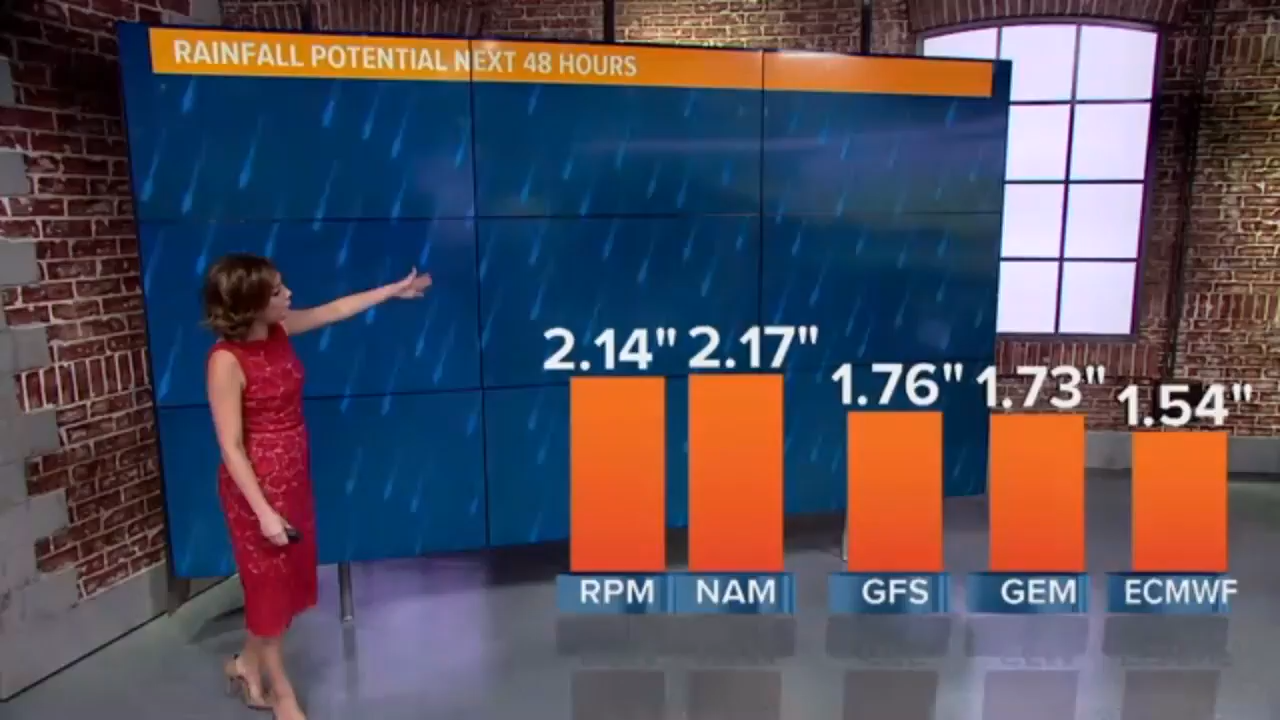 RAINFALL POTENTIAL NEXT 48 HOURS
2.14" 2.17" 1.76" 1.73" 1.54"
RPM NAM GFS GEM ECMWF